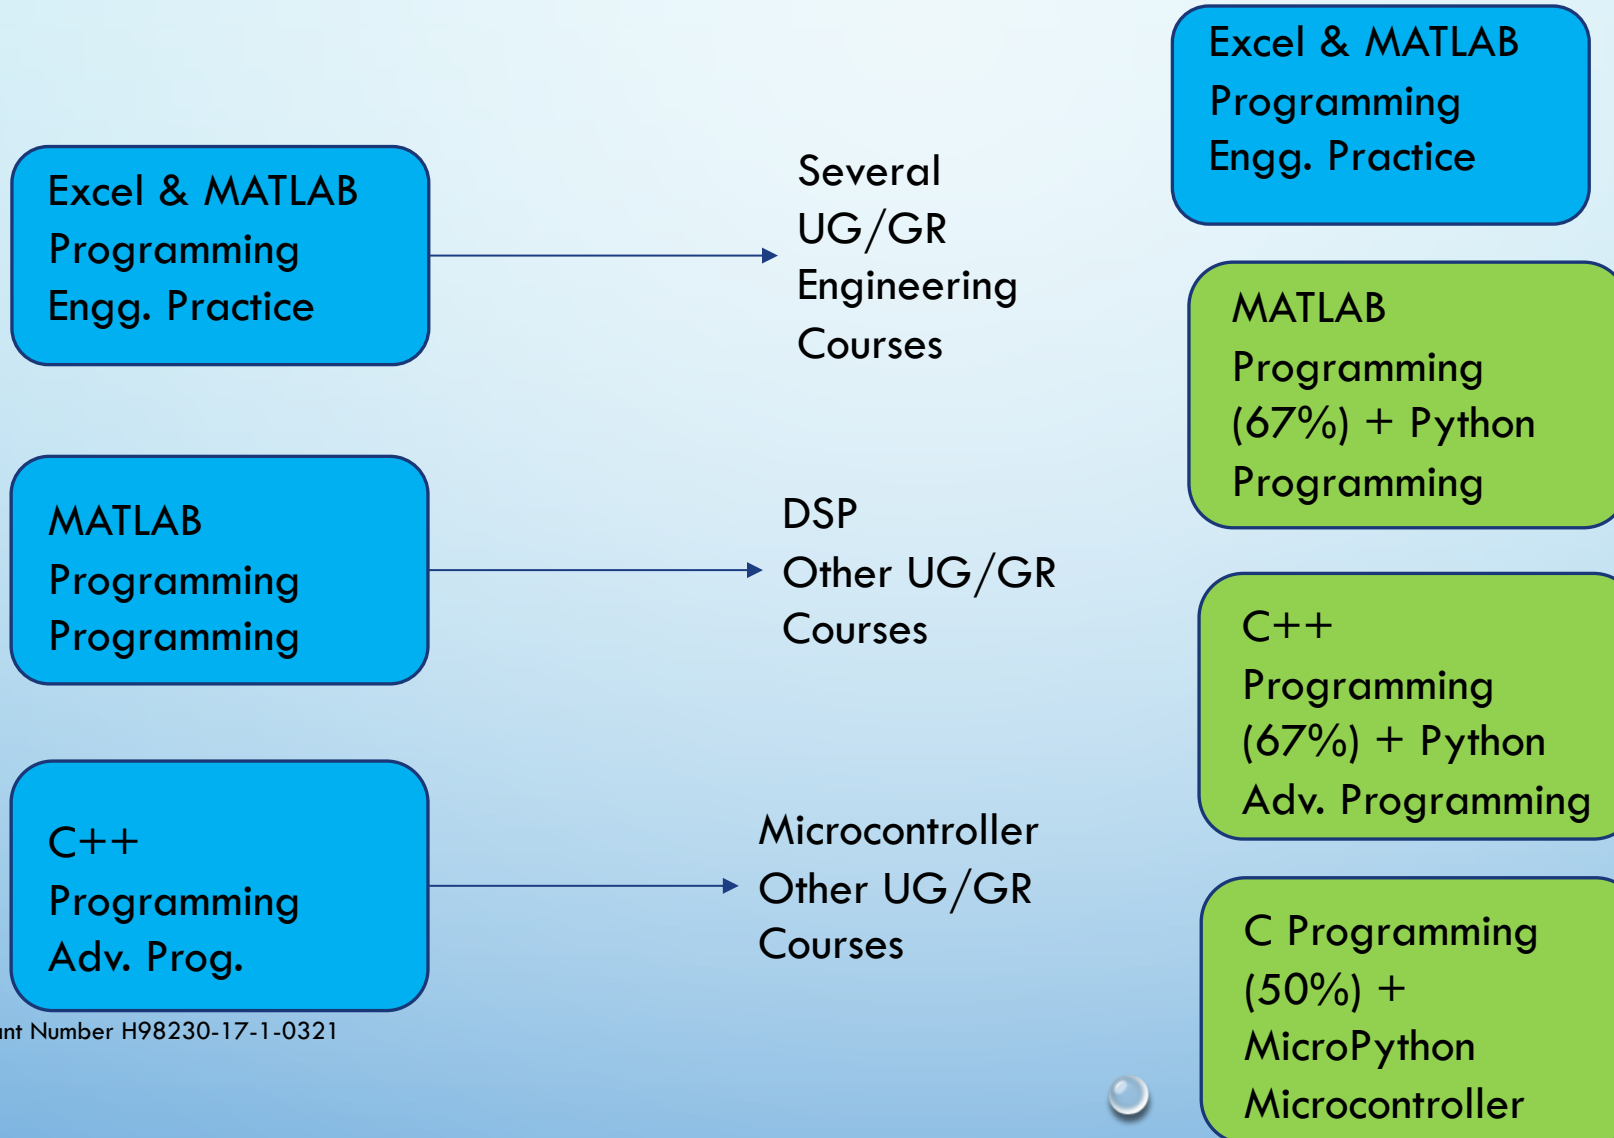 Excel & MATLAB
Programming
Engg. Practice
Several
UG/GR
Engineering
Courses
MATLAB
Programming
Programming
DSP
Other UG/GR
Courses
C++
Programming
Adv. Prog.
Microcontroller
Other UG/GR
Courses
Number H98230-17-1-0321
Excel & MATLAB
Programming
Engg. Practice
MATLAB
Programming
(67%) + Python
Programming
C++
Programming
(67%) + Python
Adv. Programming
C Programming
(50%) +
MicroPython
Microcontroller